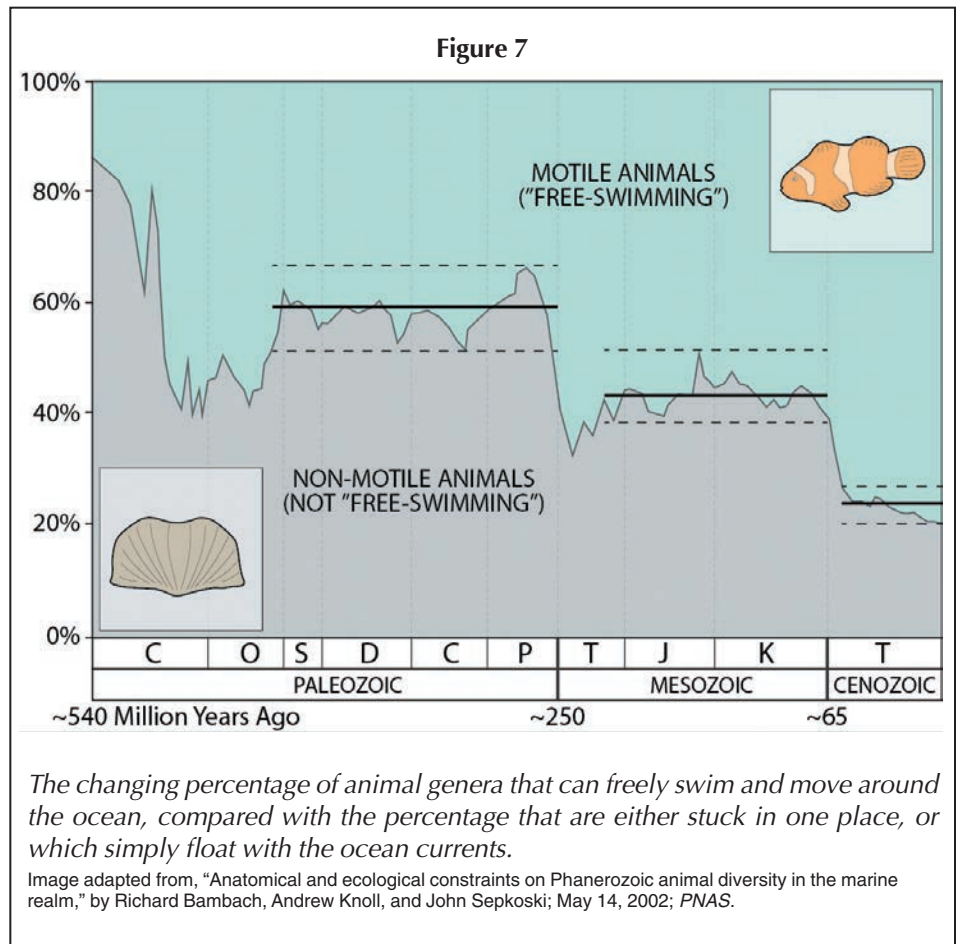 Figure 7
100%
80%
60%
40%
20%
0%
MOTILE ANIMALS
("FREE-SWIMMING")
NON-MOTILE ANIMALS
(NOT "FREE-SWIMMING")
C O S D C P T J K T
PALEOZOIC MESOZOIC CENOZOIC
~540 Million Years Ago ~250 ~65
The changing percentage of animal genera that can freely swim and move around
the ocean, compared with the percentage that are either stuck in one place, or
which simply float with the ocean currents.
Image adapted from, “Anatomical and ecological constraints on Phanerozoic animal diversity in the marine
realm,” by Richard Bambach, Andrew Knoll, and John Sepkoski; May 14, 2002; PNAS.